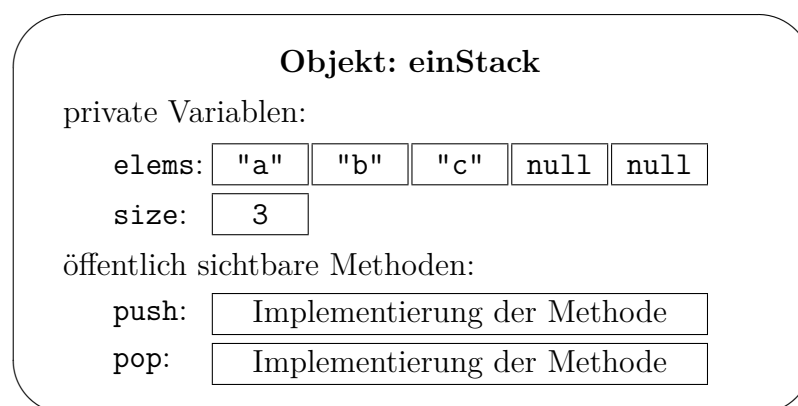 Objekt: einStack
private Variablen:
elems: "a" "b" "c" null null
size: 3
öffentlich sichtbare Methoden:
push: Implementierung der Methode
pop: Implementierung der Methode